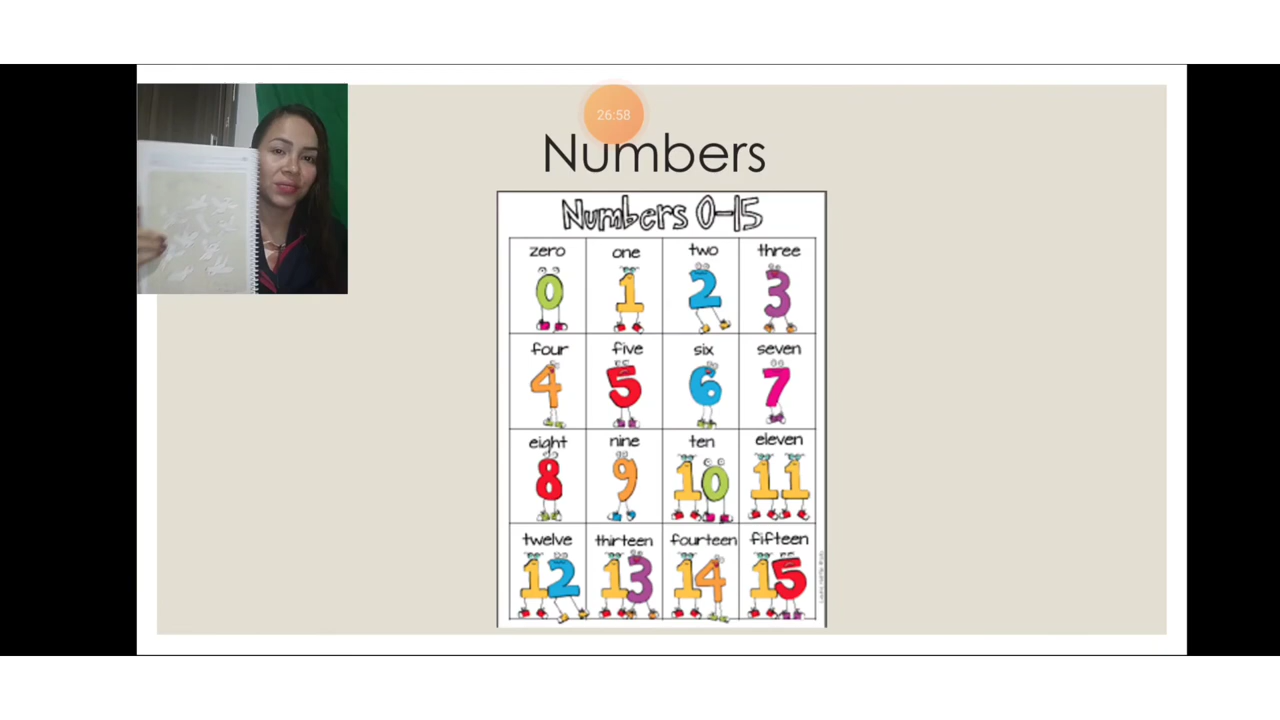 26:58
Numbers
Numbers 0-15
zero one two three
0 1 2 3
four five six seven
4 5 6 7
eight nine ten eleven
8 9 10 11
twelve thirteen fourteen fifteen
12 13 14 15